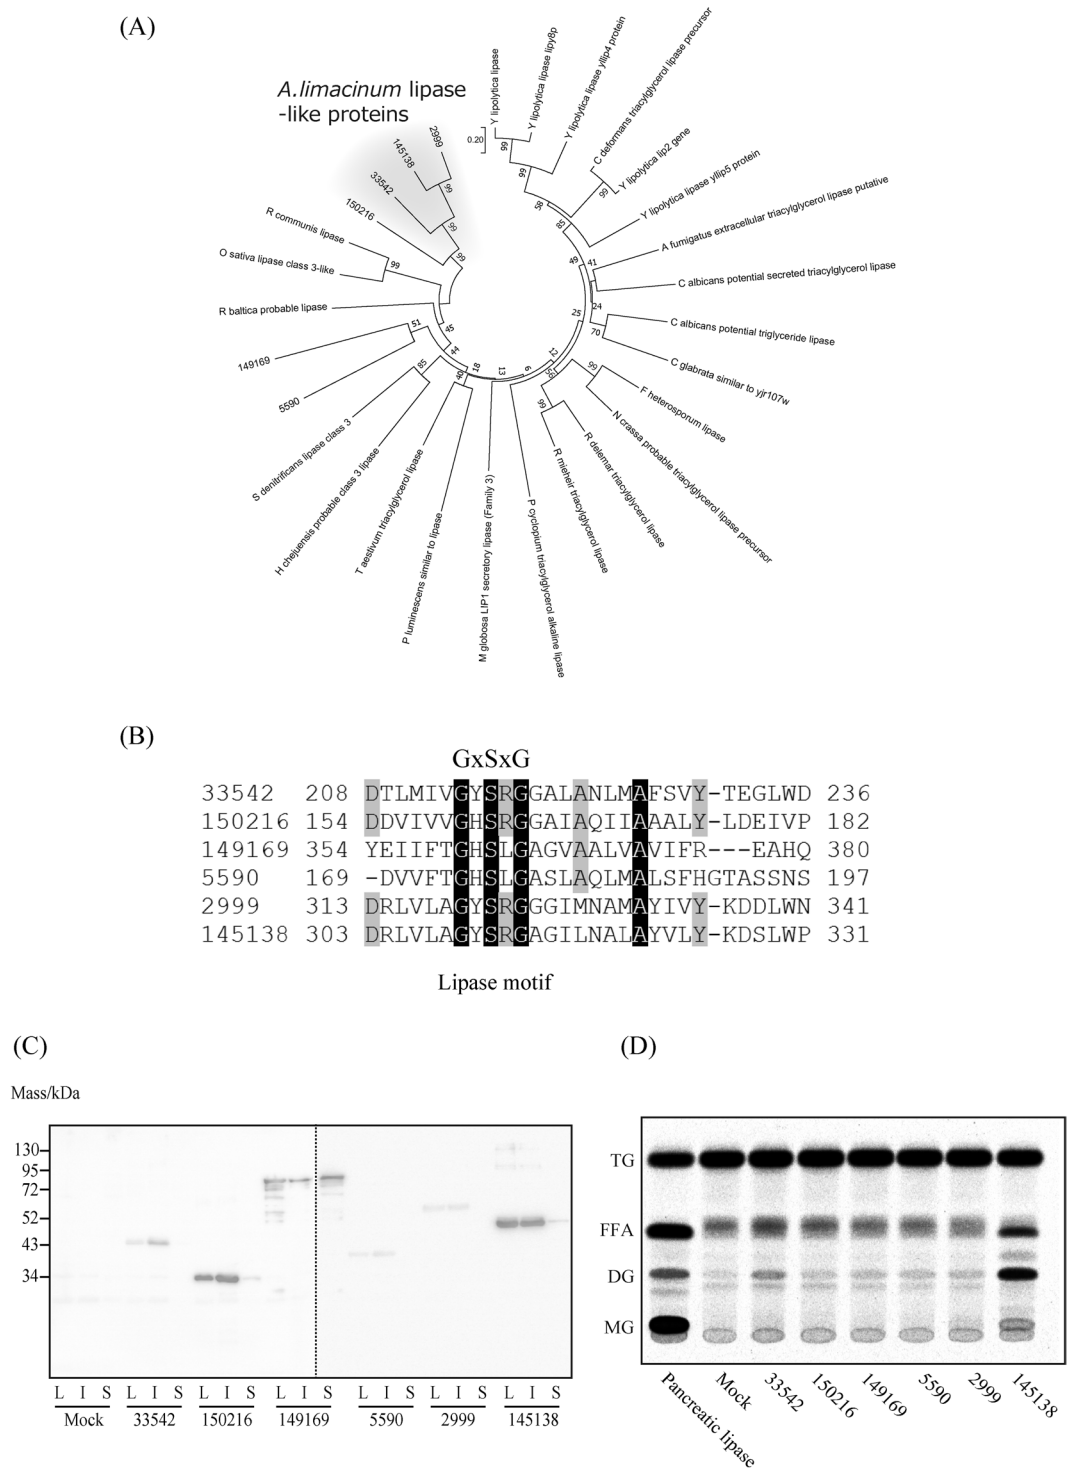 (A)
A.limacinum lipase
-like proteins
0.20
2999
145138
33542
150216
R communis lipase
O sativa lipase class 3-like
R baltica probable lipase
149169
5590
S denitrificans lipase class 3
H chejuensis probable class 3 lipase
T aestivum triacylglycerol lipase
P luminescens similar to lipase
M globosa LIP1 secretory lipase (Family 3)
P cyclopium triacylglycerol alkaline lipase
R mieheir triacylglycerol lipase
R delemar triacylglycerol lipase
N crassa probable triacylglycerol lipase precursor
F heterosporum lipase
C glabrata similar to yjr107w
C albicans potential triglyceride lipase
C albicans potential secreted triacylglycerol lipase
A fumigatus extracellular triacylglycerol lipase putative
Y lipolytica lipase yllip5 protein
Y lipolytica lip2 gene
C deformans triacylglycerol lipase precursor
Y lipolytica lipase yllip4 protein
Y lipolytica lipase lipy8p
Y lipolytica lipase
99
99
99
58
85
49
41
24
70
25
12
99
56
99
6
13
18
40
85
44
51
45
99
99
99
99
(B)
GxSxG
33542 208 DTLMIVGYSRGGALANLMAFSVY-TEGLWD 236
150216 154 DDVIVVGHSRGGAIAQIIAAALY-LDEIVP 182
149169 354 YEIIFTGHSLGAGVAALVAVIFR---EAHQ 380
5590 169 -DVVFTGHSLGASLAQLMALSFHGTASSNS 197
2999 313 DRLVLAGYSRGGGIMNAMAYIVY-KDDLWN 341
145138 303 DRLVLAGYSRGAGILNALAYVLY-KDSLWP 331
Lipase motif
(C)
Mass/kDa
130
95
72
52
43
34
L I S L I S L I S L I S L I S L I S L I S
Mock 33542 150216 149169 5590 2999 145138
(D)
TG
FFA
DG
MG
Pancreatic lipase
Mock
33542
150216
149169
5590
2999
145138